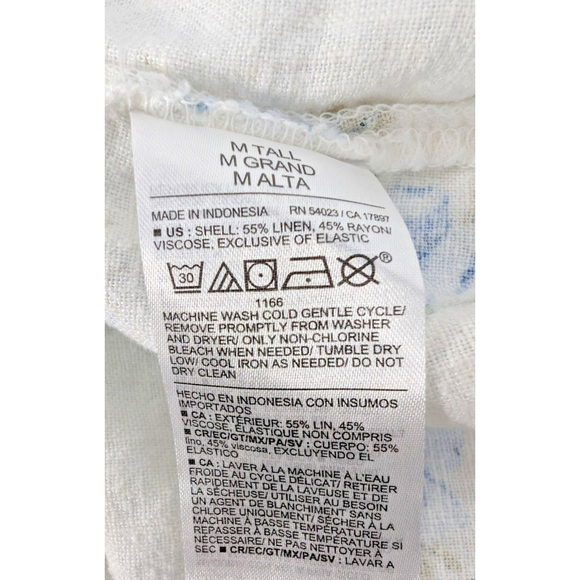 M TALL
M GRAND
M ALTA
MADE IN INDONESIA RN 54023 / CA 17897
■ US : SHELL: 55% LINEN, 45% RAYON/
VISCOSE, EXCLUSIVE OF ELASTIC
30 ®
1166
MACHINE WASH COLD GENTLE CYCLE/
REMOVE PROMPTLY FROM WASHER
AND DRYER/ ONLY NON-CHLORINE
BLEACH WHEN NEEDED/ TUMBLE DRY
LOW/ COOL IRON AS NEEDED/ DO NOT
DRY CLEAN
HECHO EN INDONESIA CON INSUMOS
IMPORTADOS
■ CA : EXTÉRIEUR: 55% LIN, 45%
VISCOSE, ÉLASTIQUE NON COMPRIS
■ CR/EC/GT/MX/PA/SV : CUERPO: 55%
lino, 45% viscosa, EXCLUYENDO EL
ELASTICO
■ CA : LAVER À LA MACHINE À L'EAU
FROIDE AU CYCLE DÉLICAT/ RETIRER
RAPIDEMENT DE LA LAVEUSE ET DE
LA SÉCHEUSE/ UTILISER AU BESOIN
UN AGENT DE BLANCHIMENT SANS
CHLORE UNIQUEMENT/ SÉCHER À LA
MACHINE À BASSE TEMPÉRATURE/
REPASSER À BASSE TEMPÉRATURE SI
NÉCESSAIRE/ NE PAS NETTOYER À
SEC ■ CR/EC/GT/MX/PA/SV : LAVAR A